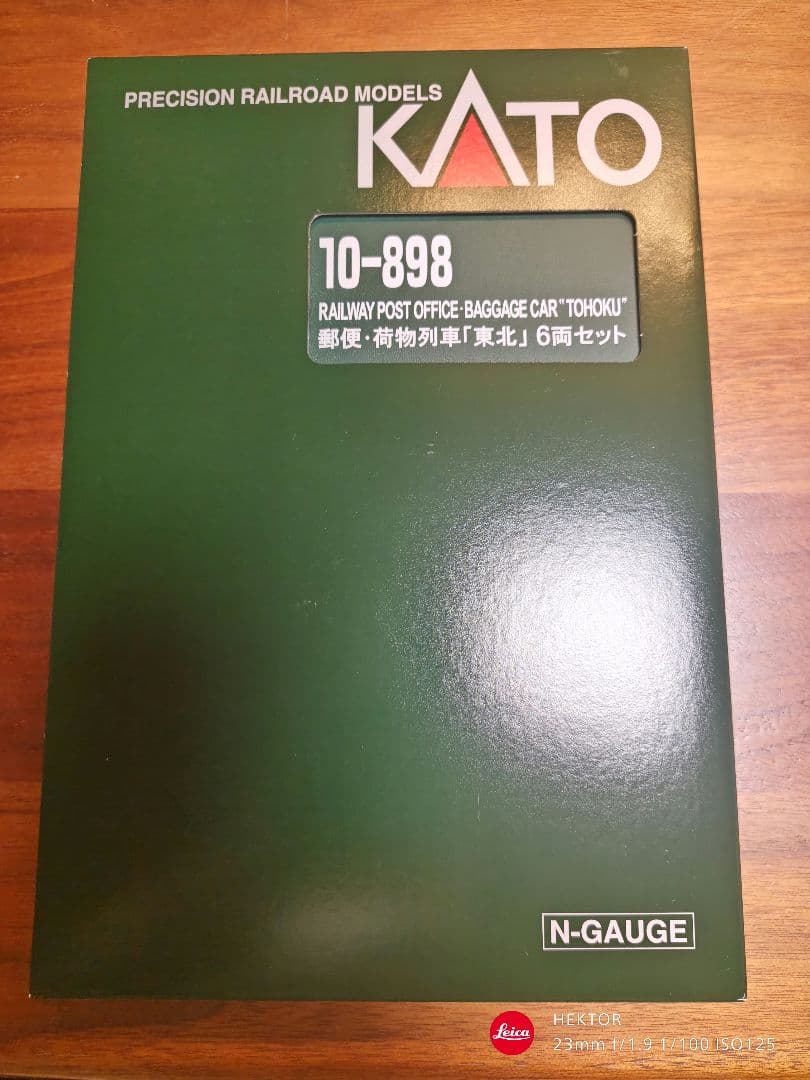 PRECISION RAILROAD MODELS
KATO
10-898
RAILWAY POST OFFICE·BAGGAGE CAR "TOHOKU"
郵便·荷物列車「東北」6両セット
N-GAUGE
Leica
HEKTOR
23mm f/1.9 1/100 ISO125